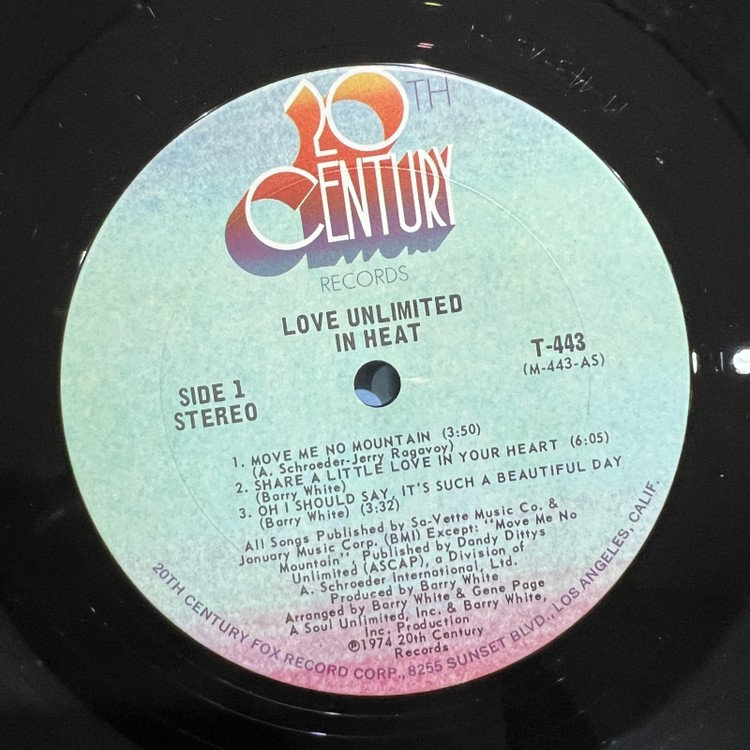 20TH
CENTURY
RECORDS
LOVE UNLIMITED
IN HEAT
T-443
(M-443-AS)
SIDE 1
STEREO
1. MOVE ME NO MOUNTAIN (3:50)
(A. Schroeder-Jerry Ragavoy)
2. SHARE A LITTLE LOVE IN YOUR HEART (6:05)
(Barry White)
3. OH I SHOULD SAY, IT'S SUCH A BEAUTIFUL DAY
(Barry White) (3:32)
All Songs Published by Sa-Vette Music Co. &
January Music Corp. (BMI) Except: "Move Me No
Mountain", Published by Dandy Dittys
Unlimited (ASCAP), a Division of
A. Schroeder International, Ltd.
Produced by Barry White
Arranged by Barry White & Gene Page
A Soul Unlimited, Inc. & Barry White,
Inc. Production
℗1974 20th Century
Records
20TH CENTURY FOX RECORD CORP., 8255 SUNSET BLVD., LOS ANGELES, CALIF.